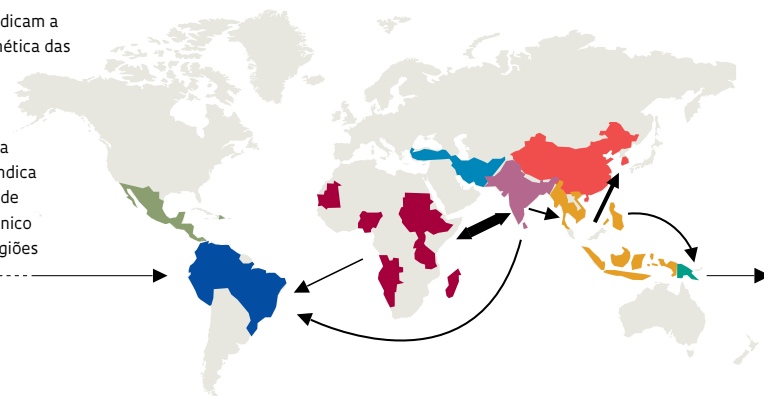 dicam a
nética das
a
ndica
de
nico
giões